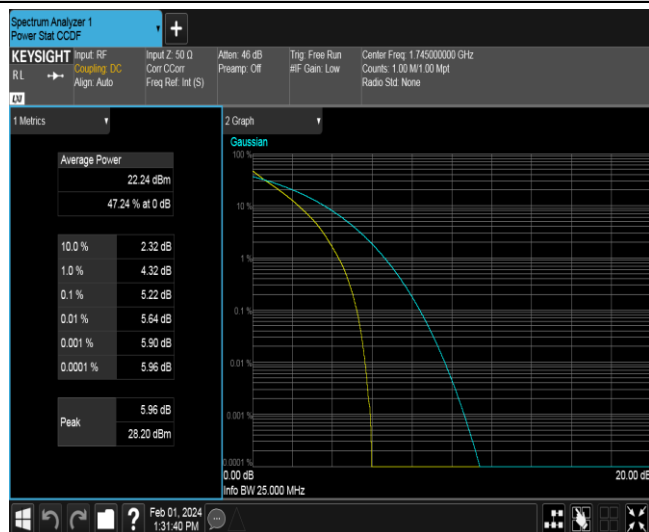 Spectrum Analyzer 1
Power Stat CCDF
+
KEYSIGHT Input: RF Input Z: 50 Ω Atten: 46 dB Trig: Free Run Center Freq: 1.745000000 GHz
RL Coupling: DC Corr CCorr Preamp: Off #IF Gain: Low Counts: 1.00 M/1.00 Mpt
Align: Auto Freq Ref: Int (S) Radio Std: None
LXI
1 Metrics
Average Power
22.24 dBm
47.24 % at 0 dB
10.0 % 2.32 dB
1.0 % 4.32 dB
0.1 % 5.22 dB
0.01 % 5.64 dB
0.001 % 5.90 dB
0.0001 % 5.96 dB
Peak 5.96 dB
28.20 dBm
2 Graph
Gaussian
100 %
10 %
1 %
0.1 %
0.01 %
0.001 %
0.0001 %
0.00 dB 20.00 dB
Info BW 25.000 MHz
? Feb 01, 2024
1:31:40 PM